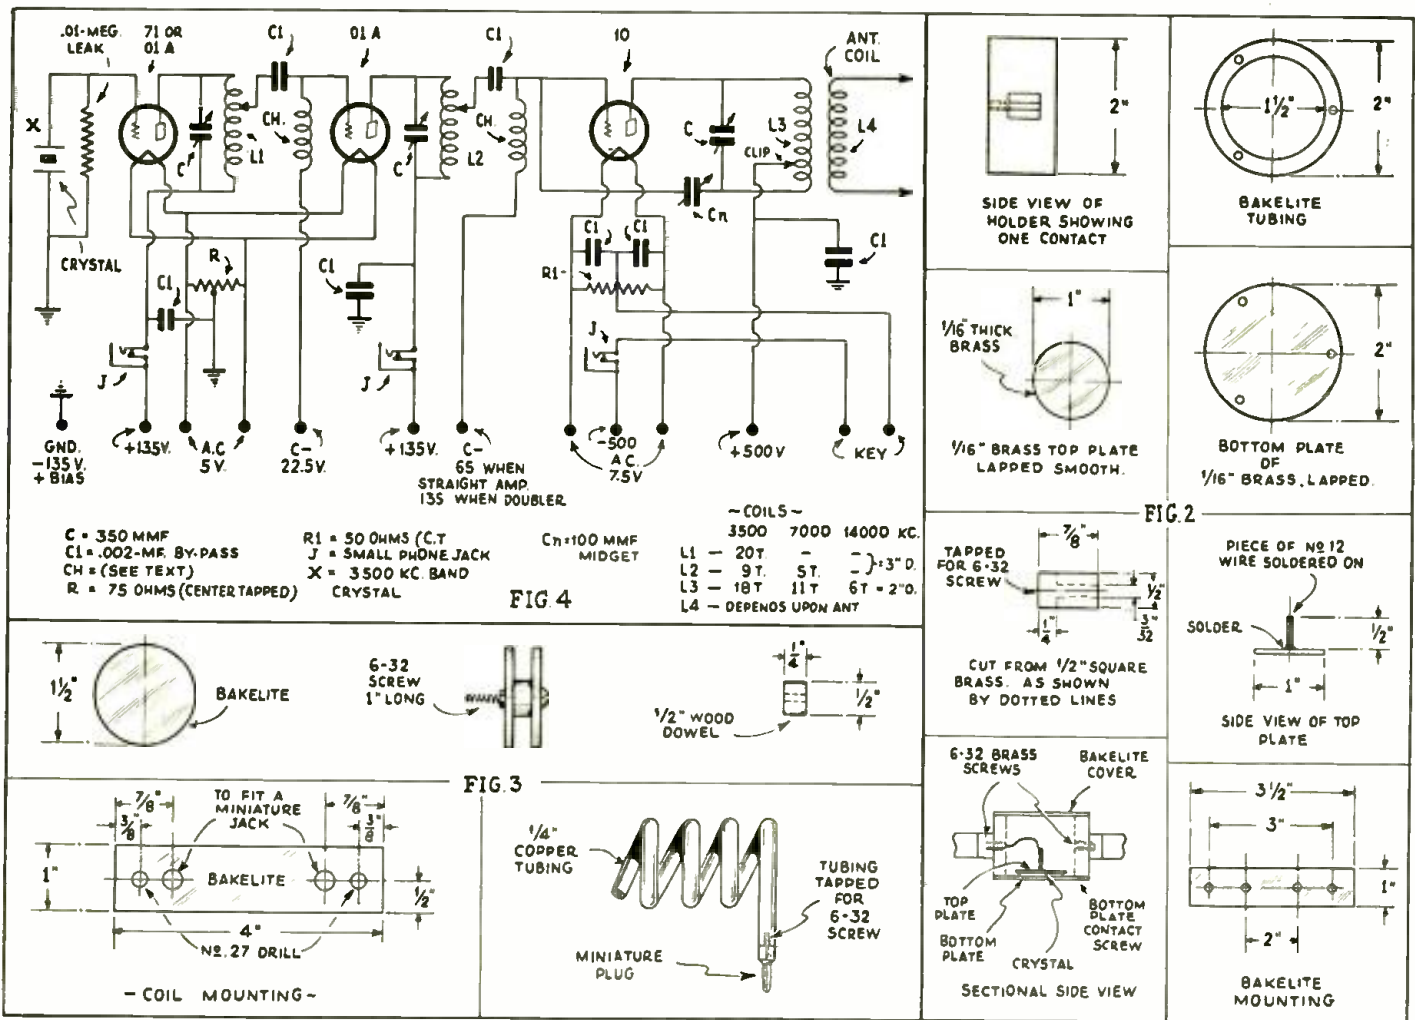 .01-MEG.
LEAK
71 OR
01 A
C1
01 A
C1
10
ANT.
COIL
X
C
L1
CH.
C
L2
CH.
C
L3
CLIP
L4
Cn
CRYSTAL
C1
R
C1
C1
C1
R1-
J
C1
J
J
GND.
-135 V.
+ BIAS
+135V.
A.C
5V.
C-
22.5V.
+135V.
C-
65 WHEN
STRAIGHT AMP.
135 WHEN DOUBLER
-500
A C.
7.5V
+500V
KEY
C = 350 MMF
C1 = .002-MF. BY-PASS
CH = (SEE TEXT)
R = 75 OHMS (CENTER TAPPED)
R1 = 50 OHMS (C.T
J = SMALL PHONE JACK
X = 3500 KC. BAND
CRYSTAL
Cn=100 MMF
MIDGET
~COILS~
3500 7000 14000 KC.
L1 - 20T. - - }=3"D.
L2 - 9T. 5T. -
L3 - 18T 11T 6T = 2"D.
L4 - DEPENDS UPON ANT
FIG.4
1½"
BAKELITE
6-32
SCREW
1" LONG
½" WOOD
DOWEL
¼"
½"
FIG.3
7/8"
TO FIT A
MINIATURE
JACK
7/8"
3/8"
3/8"
1"
BAKELITE
½"
4"
No. 27 DRILL
- COIL MOUNTING ~
¼"
COPPER
TUBING
TUBING
TAPPED
FOR
6-32
SCREW
MINIATURE
PLUG
2"
SIDE VIEW OF
HOLDER SHOWING
ONE CONTACT
1½"
2"
BAKELITE
TUBING
1"
1/16" THICK
BRASS
1/16" BRASS TOP PLATE
LAPPED SMOOTH.
2"
BOTTOM PLATE
OF
1/16" BRASS, LAPPED.
FIG.2
7/8"
TAPPED
FOR 6-32
SCREW
½"
¼"
3/32"
CUT FROM ½" SQUARE
BRASS. AS SHOWN
BY DOTTED LINES
PIECE OF No 12
WIRE SOLDERED ON
SOLDER
½"
1"
SIDE VIEW OF TOP
PLATE
6-32 BRASS
SCREWS
BAKELITE
COVER
TOP
PLATE
BOTTOM
PLATE
CRYSTAL
BOTTOM
PLATE
CONTACT
SCREW
SECTIONAL SIDE VIEW
3½"
3"
1"
2"
BAKELITE
MOUNTING